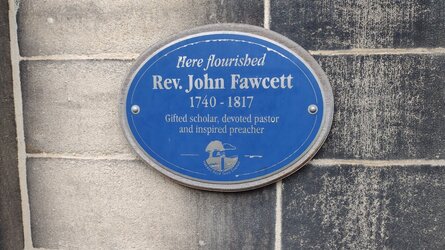 Here flourished
Rev. John Fawcett
1740 - 1817
Gifted scholar, devoted pastor
and inspired preacher